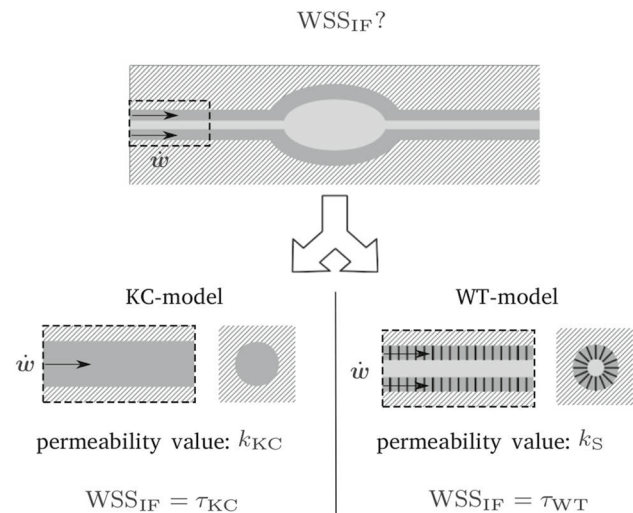 WSS_IF?
ẇ
KC-model
WT-model
ẇ
ẇ
permeability value: k_KC
permeability value: k_S
WSS_IF = τ_KC
WSS_IF = τ_WT